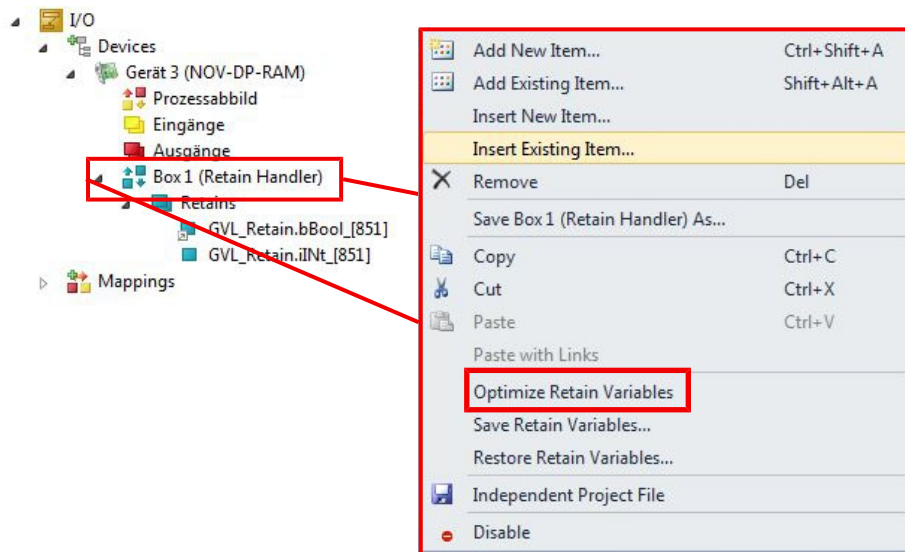 I/O
Devices
Gerät 3 (NOV-DP-RAM)
Prozessabbild
Eingänge
Ausgänge
Box 1 (Retain Handler)
Retains
GVL_Retain.bBool_[851]
GVL_Retain.iINt_[851]
Mappings
Add New Item... Ctrl+Shift+A
Add Existing Item... Shift+Alt+A
Insert New Item...
Insert Existing Item...
Remove Del
Save Box 1 (Retain Handler) As...
Copy Ctrl+C
Cut Ctrl+X
Paste Ctrl+V
Paste with Links
Optimize Retain Variables
Save Retain Variables...
Restore Retain Variables...
Independent Project File
Disable